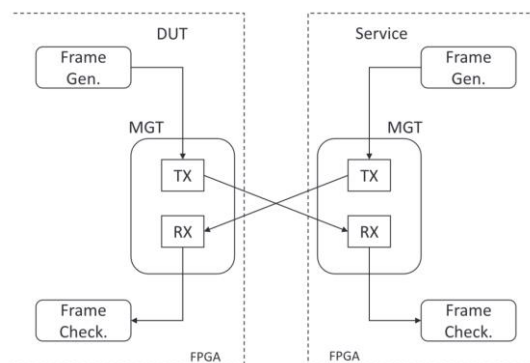 DUT
Service
Frame
Gen.
Frame
Gen.
MGT
MGT
TX
TX
RX
RX
Frame
Check.
Frame
Check.
FPGA
FPGA